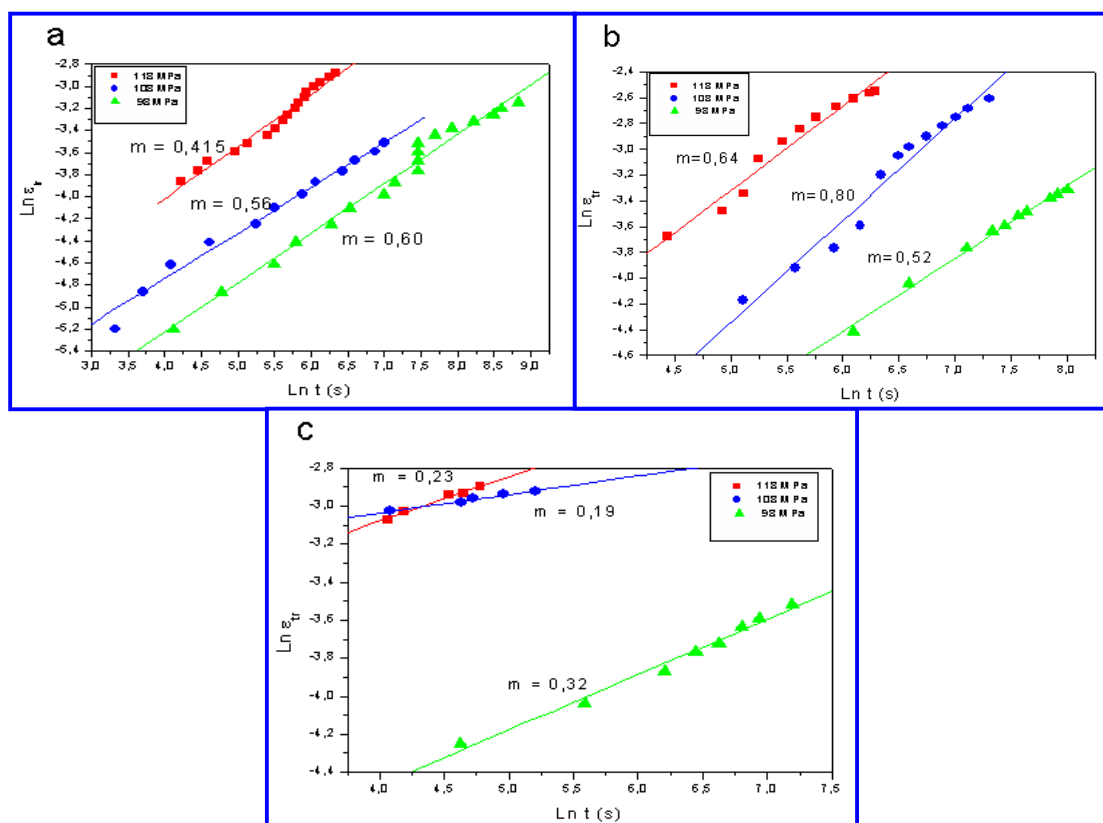 a
118 MPa
108 MPa
98 MPa
m = 0,415
m = 0,56
m = 0,60
Ln ε tr
-2,8
-3,0
-3,2
-3,4
-3,6
-3,8
-4,0
-4,2
-4,4
-4,6
-4,8
-5,0
-5,2
-5,4
3,0 3,5 4,0 4,5 5,0 5,5 6,0 6,5 7,0 7,5 8,0 8,5 9,0
Ln t (s)
b
118 MPa
108 MPa
98 MPa
m=0,64
m=0,80
m=0,52
Ln ε tr
-2,4
-2,6
-2,8
-3,0
-3,2
-3,4
-3,6
-3,8
-4,0
-4,2
-4,4
-4,6
4,5 5,0 5,5 6,0 6,5 7,0 7,5 8,0
Ln t (s)
c
118 MPa
108 MPa
98 MPa
m = 0,23
m = 0,19
m = 0,32
Ln ε tr
-2,8
-3,0
-3,2
-3,4
-3,6
-3,8
-4,0
-4,2
-4,4
4,0 4,5 5,0 5,5 6,0 6,5 7,0 7,5
Ln t (s)